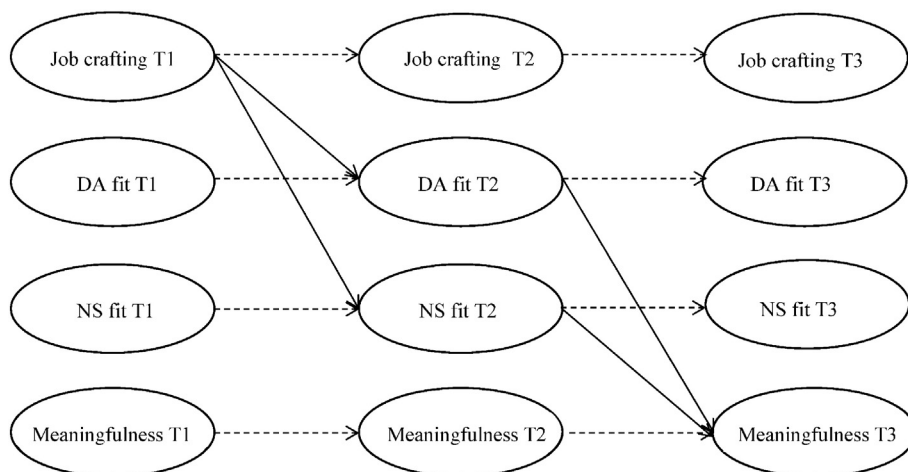 Job crafting T1
Job crafting T2
Job crafting T3
DA fit T1
DA fit T2
DA fit T3
NS fit T1
NS fit T2
NS fit T3
Meaningfulness T1
Meaningfulness T2
Meaningfulness T3